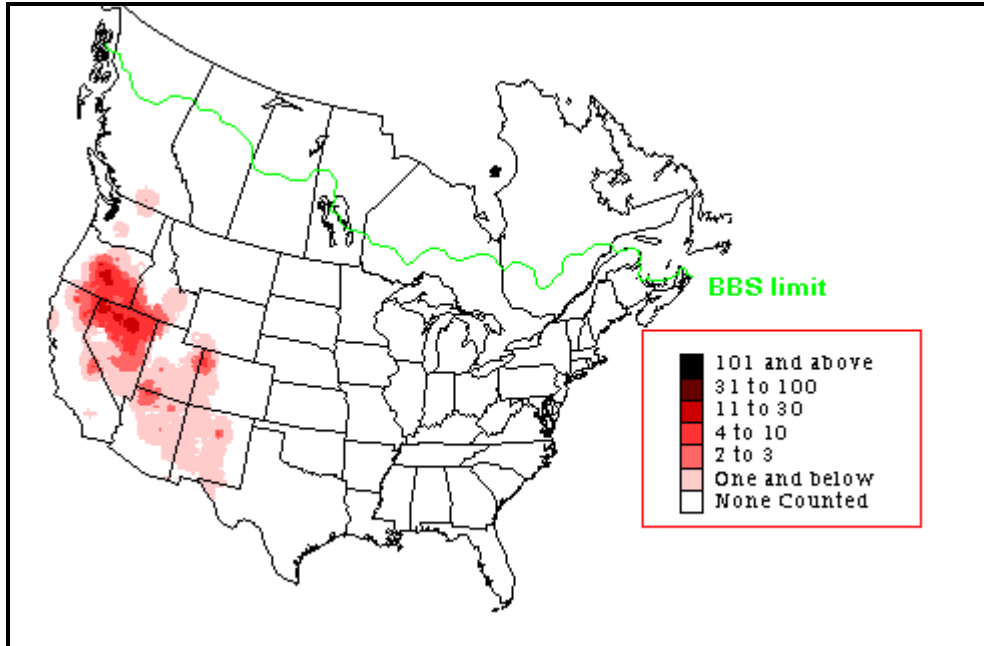 BBS limit
101 and above
31 to 100
11 to 30
4 to 10
2 to 3
One and below
None Counted